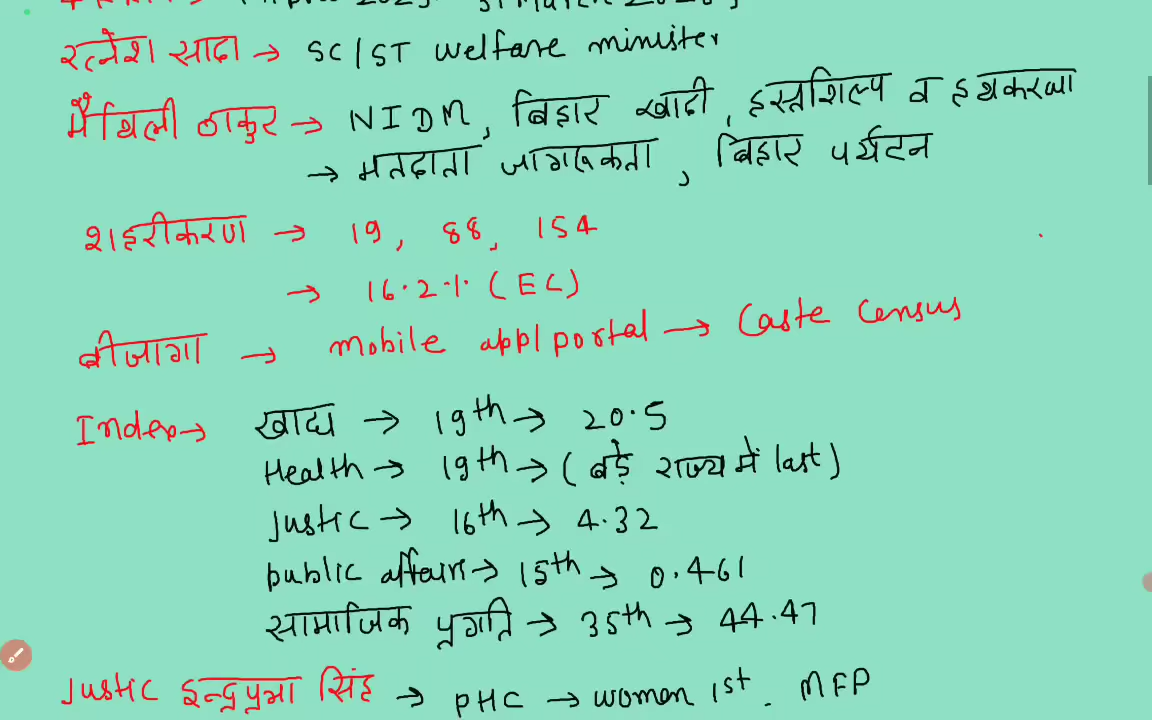 रत्नेश सादा → SC/ST welfare minister
मैथिली ठाकुर → NIDM, बिहार खादी, हस्तशिल्प व हथकरघा
→ मतदाता जागरूकता, बिहार पर्यटन
शहरीकरण → 19, 88, 154
→ 16.2% (EC)
बीजागा → mobile app/portal → Caste Census
Index → खाद्य → 19th → 20.5
Health → 19th → (बड़े राज्य में last)
Justic → 16th → 4.32
public affairs → 15th → 0.461
सामाजिक प्रगति → 35th → 44.47
Justic इन्द्रप्रभा सिंह → PHC → women 1st. MFP